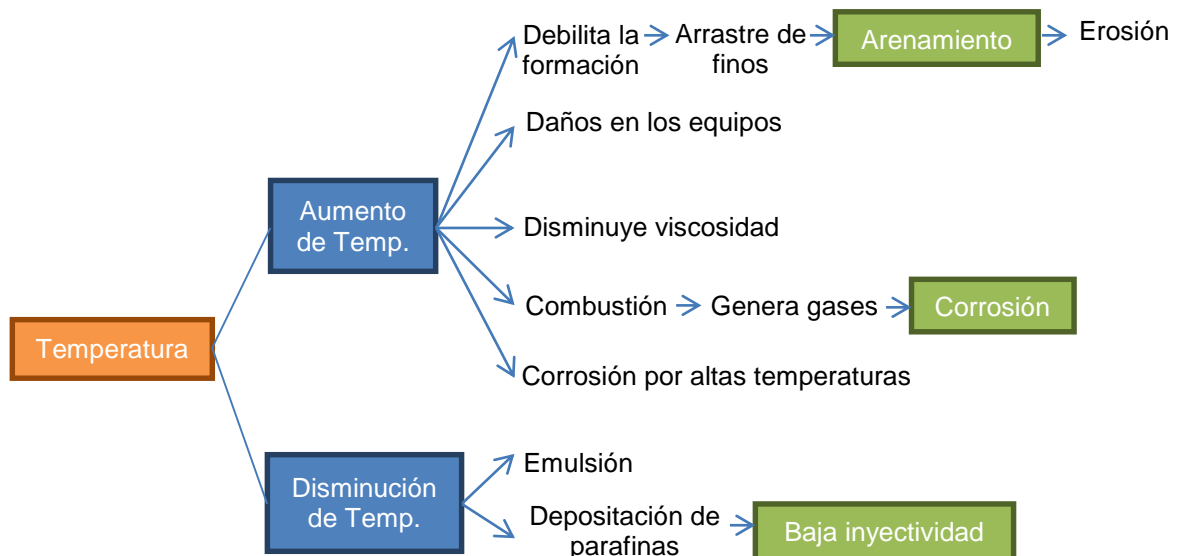 Debilita la
formación
Arrastre de
finos
Arenamiento
Erosión
Daños en los equipos
Aumento
de Temp.
Disminuye viscosidad
Combustión
Genera gases
Corrosión
Temperatura
Corrosión por altas temperaturas
Emulsión
Disminución
de Temp.
Depositación de
parafinas
Baja inyectividad